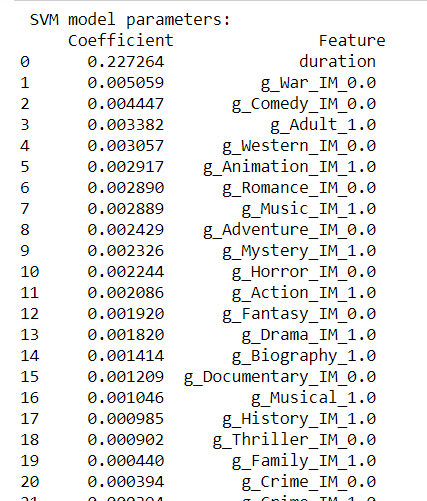 SVM model parameters:
Coefficient Feature
0 0.227264 duration
1 0.005059 g_War_IM_0.0
2 0.004447 g_Comedy_IM_0.0
3 0.003382 g_Adult_1.0
4 0.003057 g_Western_IM_0.0
5 0.002917 g_Animation_IM_1.0
6 0.002890 g_Romance_IM_0.0
7 0.002889 g_Music_IM_1.0
8 0.002429 g_Adventure_IM_0.0
9 0.002326 g_Mystery_IM_1.0
10 0.002244 g_Horror_IM_0.0
11 0.002086 g_Action_IM_1.0
12 0.001920 g_Fantasy_IM_0.0
13 0.001820 g_Drama_IM_1.0
14 0.001414 g_Biography_1.0
15 0.001209 g_Documentary_IM_0.0
16 0.001046 g_Musical_1.0
17 0.000985 g_History_IM_1.0
18 0.000902 g_Thriller_IM_0.0
19 0.000440 g_Family_IM_1.0
20 0.000394 g_Crime_IM_0.0